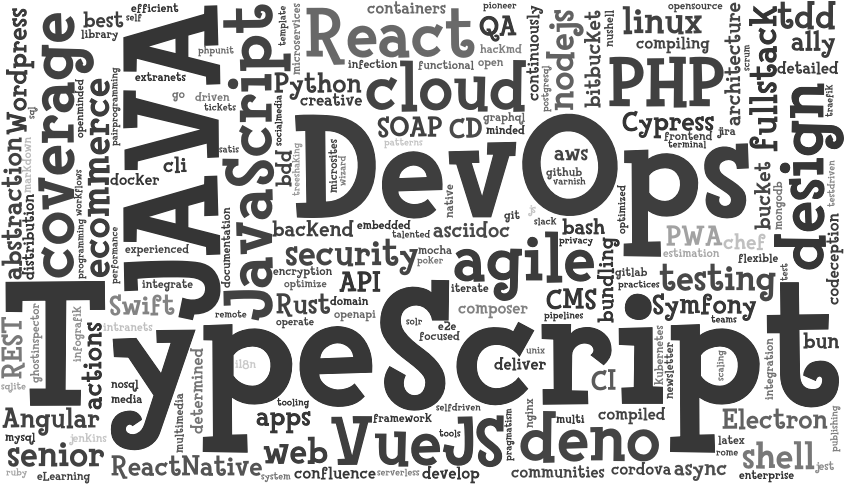 efficient
best
self
library
Wordpress
coverage
JAVA
phpunit
extranets
go
driven
tickets
JavaScript
template
microservices
containers
React
infection
functional
pioneer
QA
hackmd
open
continuously
nodejs
postgresql
bitbucket
nushell
linux
compiling
opensource
architecture
scrum
fullstack
tdd
ally
detailed
traefik
sql
openminded
pairprogramming
Python
creative
socialmedia
cloud
PHP
abstraction
markdown
ecommerce
satis
SOAP
CD
graphql
minded
Cypress
frontend
jira
terminal
design
patterns
DevOps
aws
github
varnish
distribution
programming
workflows
docker
cli
bdd
treeshaking
microsites
wizard
native
optimized
bucket
mongodb
testdriven
experienced
performance
documentation
backend
embedded
talented
asciidoc
git
js
slack
bash
privacy
PWA
chef
estimation
flexible
codeception
integrate
security
mocha
poker
agile
bundling
gitlab
practices
testing
test
encryption
optimize
API
iterate
CMS
pipelines
Symfony
teams
REST
ghostinspector
infografik
Swift
intranets
remote
Rust
domain
operate
openapi
solr
e2e
focused
composer
TypeScript
unix
deliver
CI
Kubernetes
newsletter
scaling
integration
bun
sqlite
actions
nosql
media
determined
i18n
multimedia
tooling
apps
selfdriven
framework
tools
pragmatism
nginx
multi
compiled
Electron
publishing
Angular
mysql
jenkins
senior
ruby
eLearning
ReactNative
web
system
VueJS
confluence
serverless
develop
deno
communities
cordova
async
latex
rome
shell
jest
enterprise